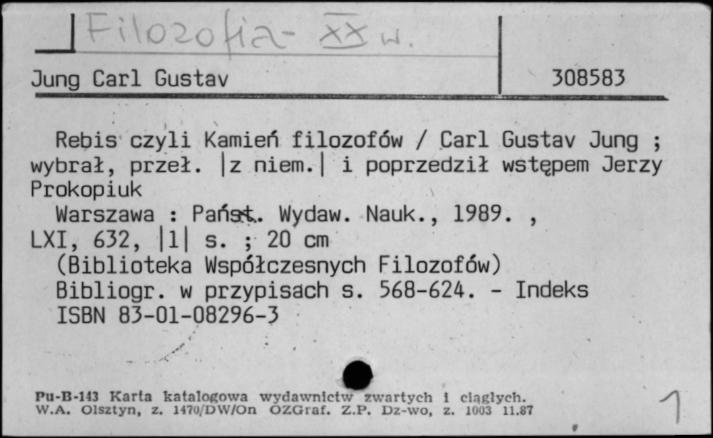 Filozofia - XX w.
Jung Carl Gustav 308583
Rebis czyli Kamień filozofów / Carl Gustav Jung ;
wybrał, przeł. |z niem.| i poprzedził wstępem Jerzy
Prokopiuk
Warszawa : Państ. Wydaw. Nauk., 1989. ,
LXI, 632, |1| s. ; 20 cm
(Biblioteka Współczesnych Filozofów)
Bibliogr. w przypisach s. 568-624. - Indeks
ISBN 83-01-08296-3
Pu-B-143 Karta katalogowa wydawnictw zwartych i ciągłych.
W.A. Olsztyn, z. 1470/DW/On OZGraf. Z.P. Dz-wo, z. 1003 11.87
1